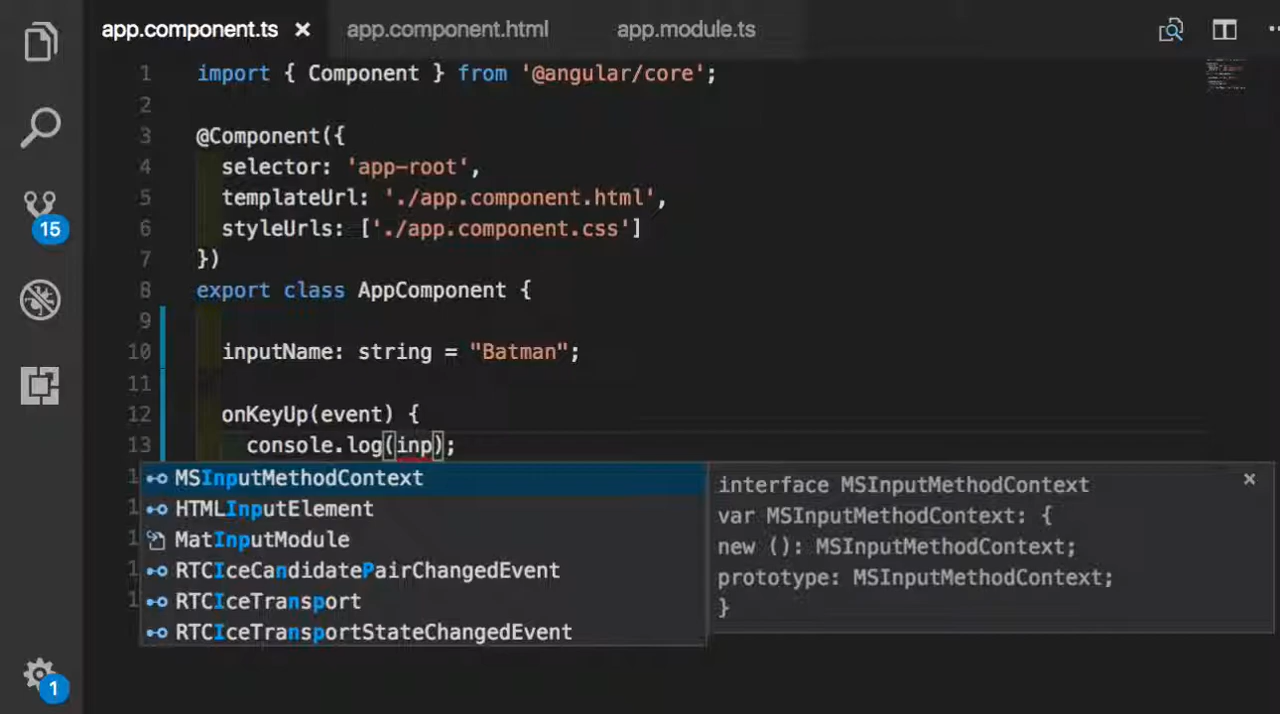 app.component.ts × app.component.html app.module.ts
1 import { Component } from '@angular/core';
2
3 @Component({
4 selector: 'app-root',
5 templateUrl: './app.component.html',
6 styleUrls: ['./app.component.css']
7 })
8 export class AppComponent {
9
10 inputName: string = "Batman";
11
12 onKeyUp(event) {
13 console.log(inp);
MSInputMethodContext
HTMLInputElement
MatInputModule
RTCIceCandidatePairChangedEvent
RTCIceTransport
RTCIceTransportStateChangedEvent
interface MSInputMethodContext ×
var MSInputMethodContext: {
new (): MSInputMethodContext;
prototype: MSInputMethodContext;
}
15
1